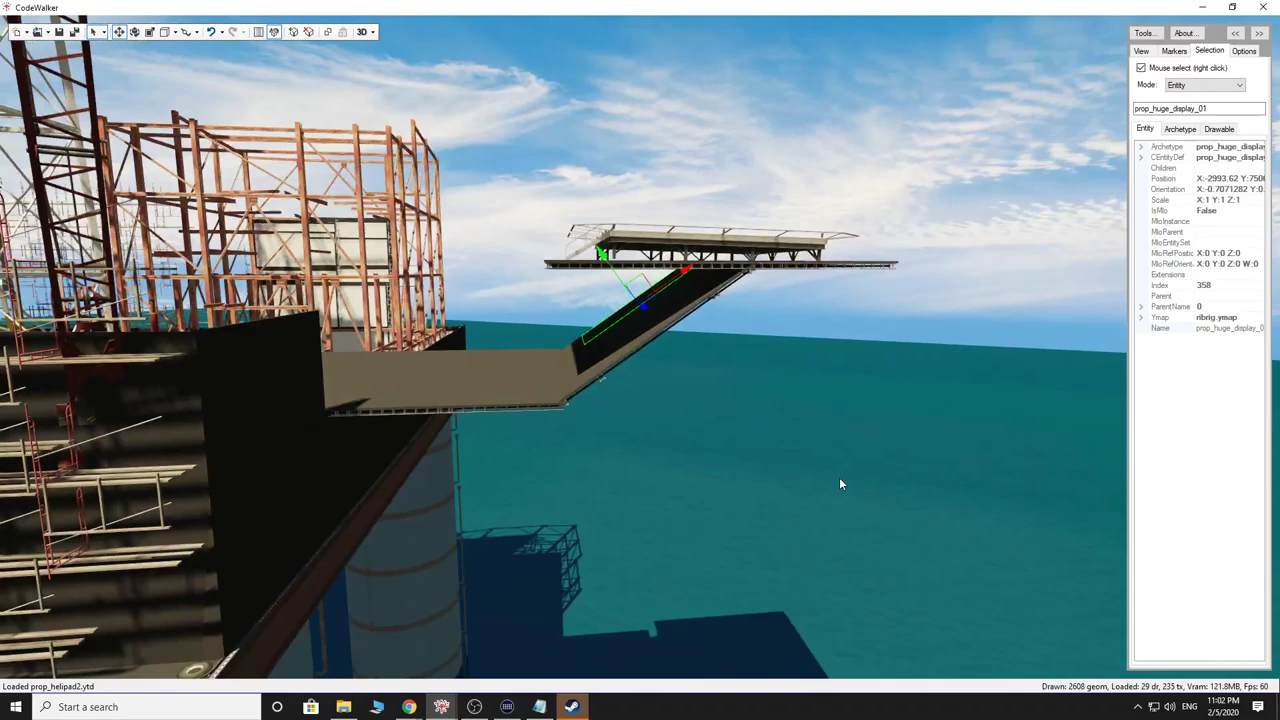 CodeWalker
3D
Tools...
About...
<<
>>
View
Markers
Selection
Options
Mouse select (right click)
Mode:
Entity
prop_huge_display_01
Entity
Archetype
Drawable
Archetype prop_huge_display
CEntityDef prop_huge_display
Children
Position X:-2993.62 Y:7500
Orientation X:-0.7071282 Y:0.
Scale X:1 Y:1 Z:1
IsMlo False
MloInstance
MloParent
MloEntitySet
MloRefPositic X:0 Y:0 Z:0
MloRefOrient X:0 Y:0 Z:0 W:0
Extensions
Index 358
Parent
ParentName 0
Ymap ribrig.ymap
Name prop_huge_display_0
Loaded prop_helipad2.ytd
Drawn: 2608 geom, Loaded: 29 dr, 235 tx, Vram: 121.8MB, Fps: 60
Start a search
ENG
11:02 PM
2/5/2020